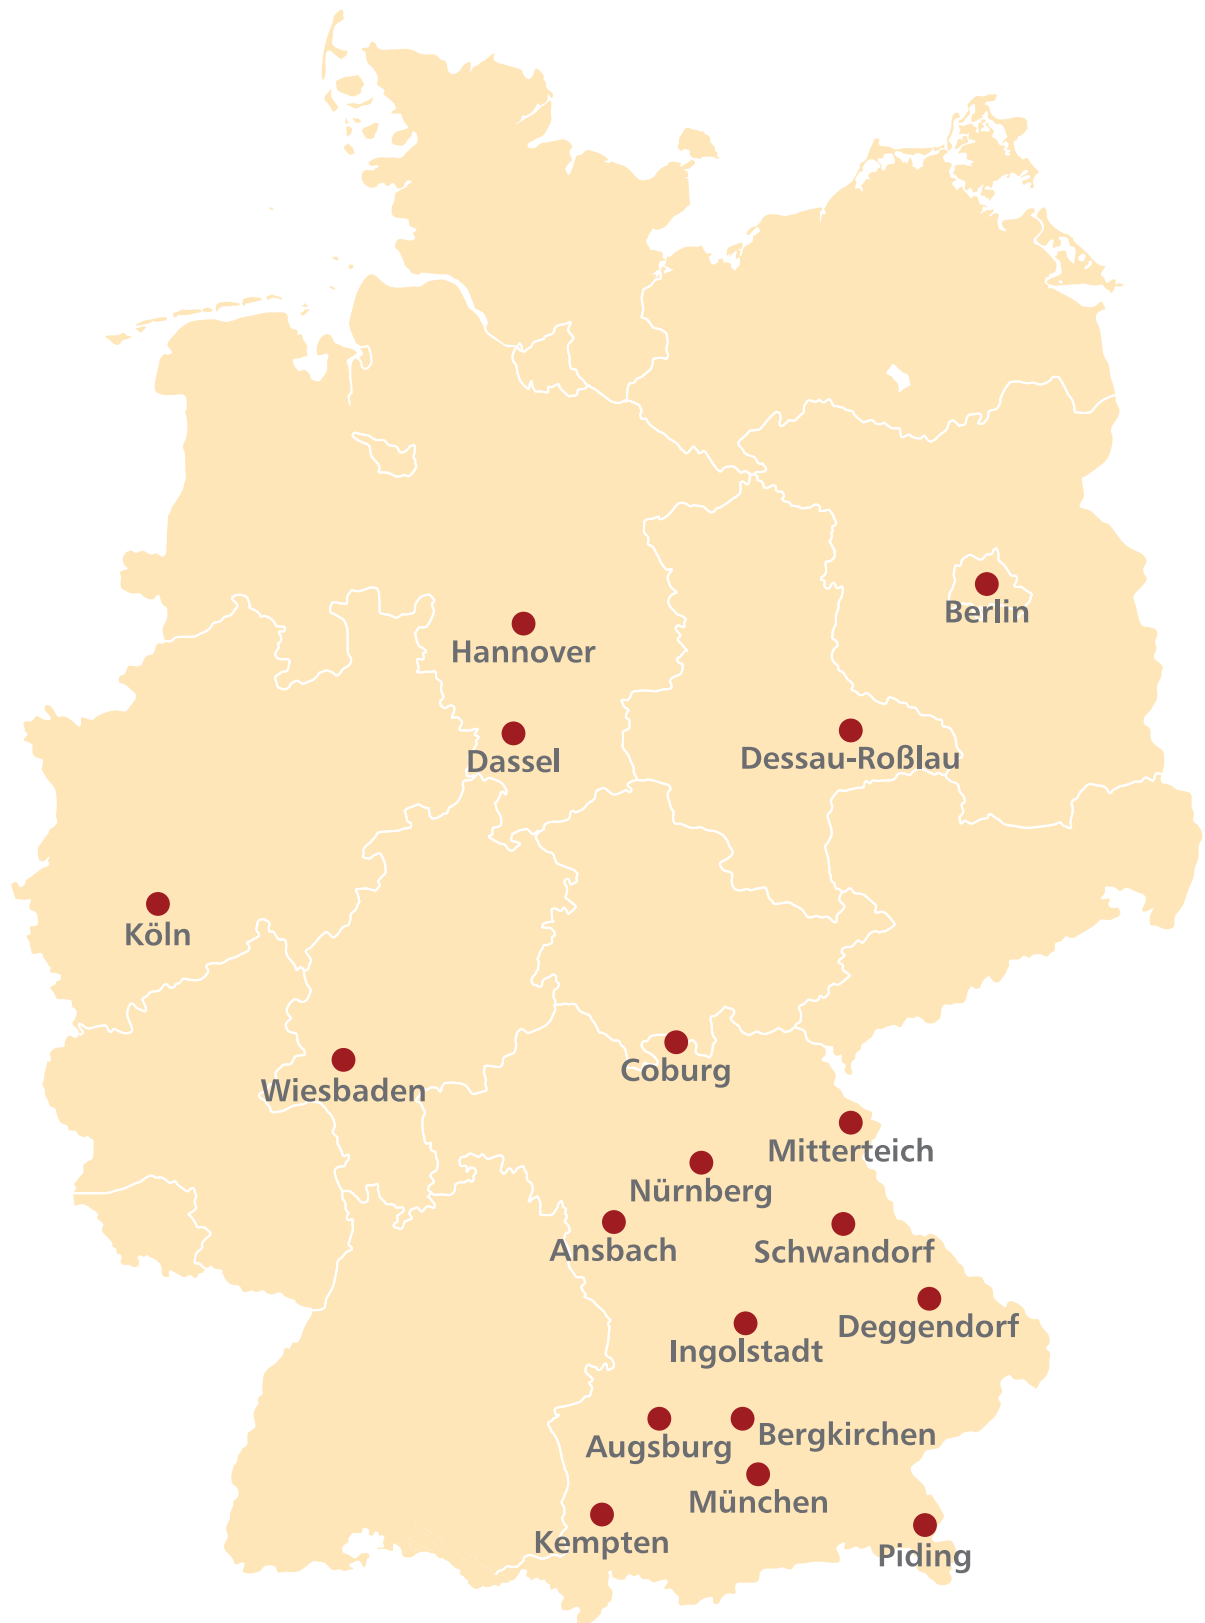 Berlin
Hannover
Dassel
Dessau-Roßlau
Köln
Coburg
Wiesbaden
Mitterteich
Nürnberg
Ansbach
Schwandorf
Deggendorf
Ingolstadt
Augsburg
Bergkirchen
München
Kempten
Piding